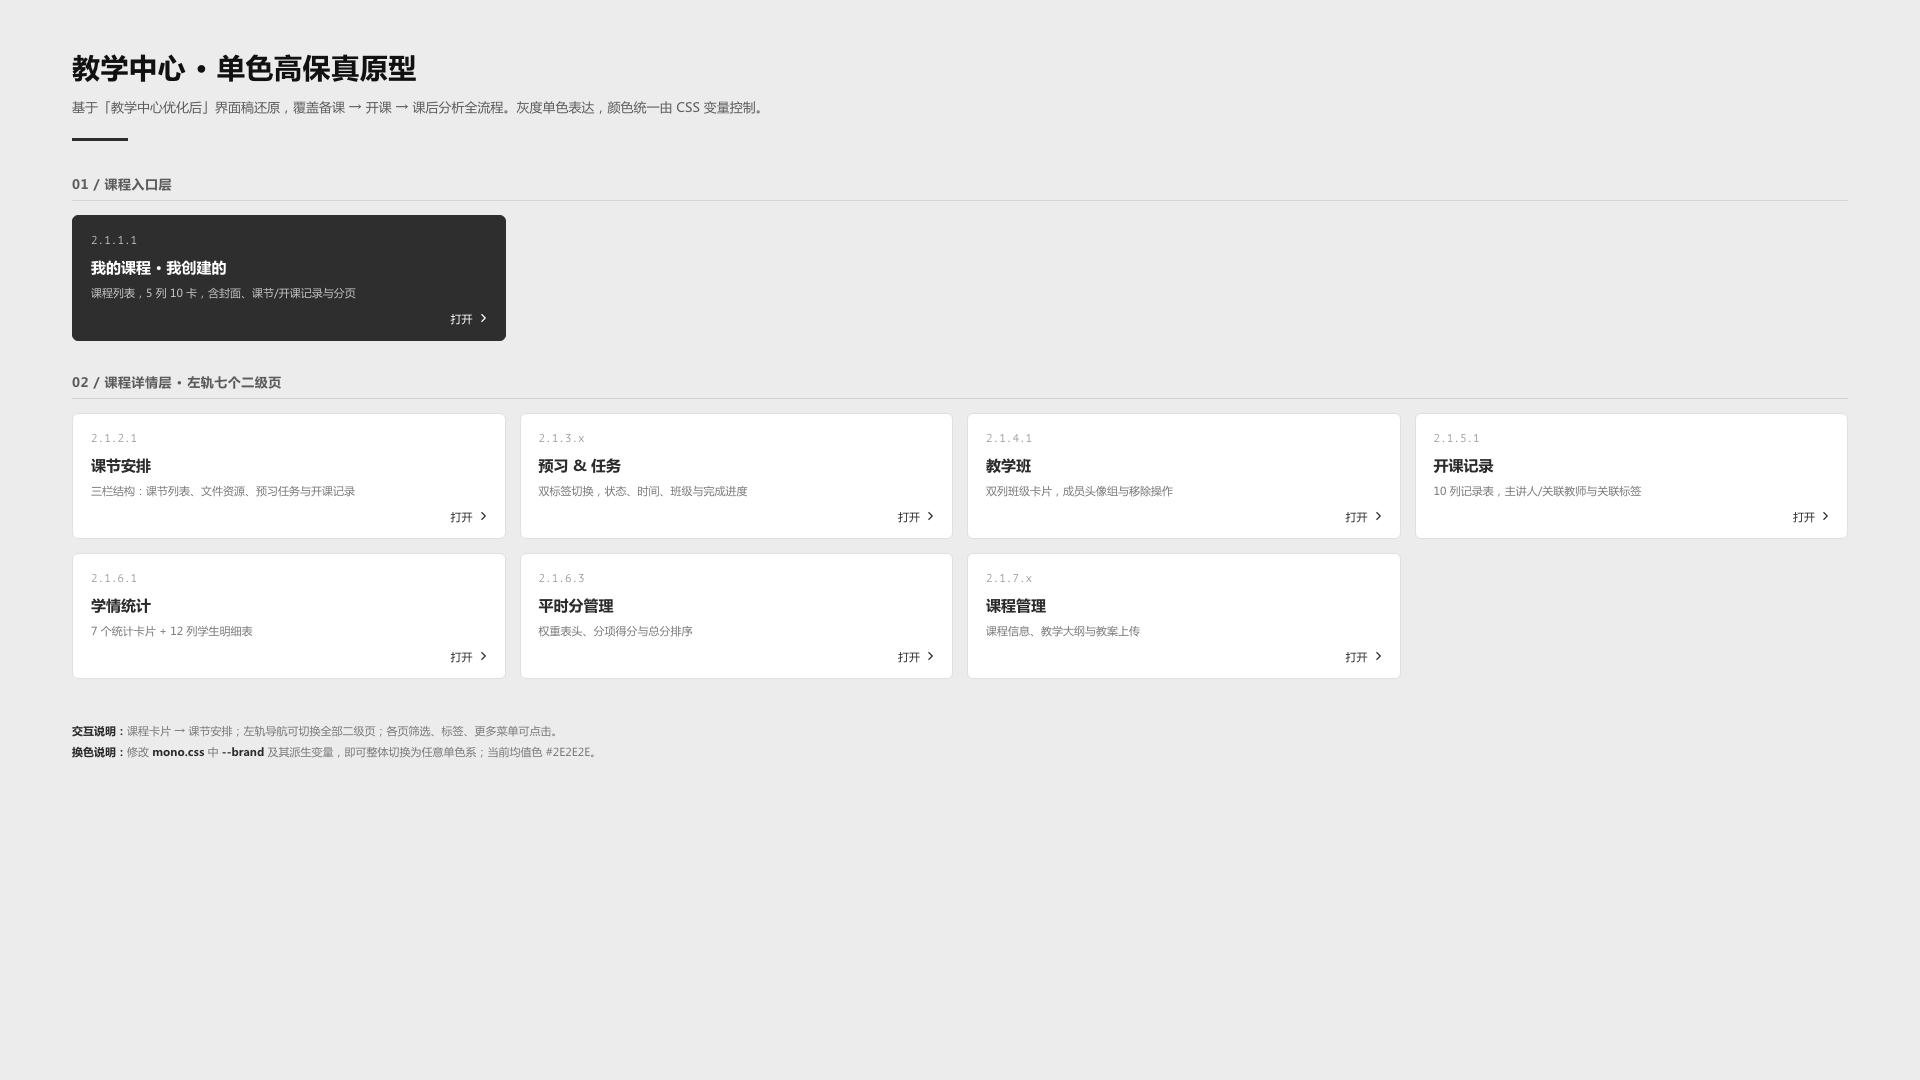 教学中心 · 单色高保真原型
基于「教学中心优化后」界面稿还原，覆盖备课 → 开课 → 课后分析全流程。灰度单色表达，颜色统一由 CSS 变量控制。
01 / 课程入口层
2.1.1.1
我的课程 · 我创建的
课程列表，5 列 10 卡，含封面、课节/开课记录与分页
打开
02 / 课程详情层 · 左轨七个二级页
2.1.2.1
课节安排
三栏结构：课节列表、文件资源、预习任务与开课记录
打开
2.1.3.x
预习 & 任务
双标签切换，状态、时间、班级与完成进度
打开
2.1.4.1
教学班
双列班级卡片，成员头像组与移除操作
打开
2.1.5.1
开课记录
10 列记录表，主讲人/关联教师与关联标签
打开
2.1.6.1
学情统计
7 个统计卡片 + 12 列学生明细表
打开
2.1.6.3
平时分管理
权重表头、分项得分与总分排序
打开
2.1.7.x
课程管理
课程信息、教学大纲与教案上传
打开
交互说明：课程卡片 → 课节安排；左轨导航可切换全部二级页；各页筛选、标签、更多菜单可点击。
换色说明：修改 mono.css 中 --brand 及其派生变量，即可整体切换为任意单色系；当前均值色 #2E2E2E。